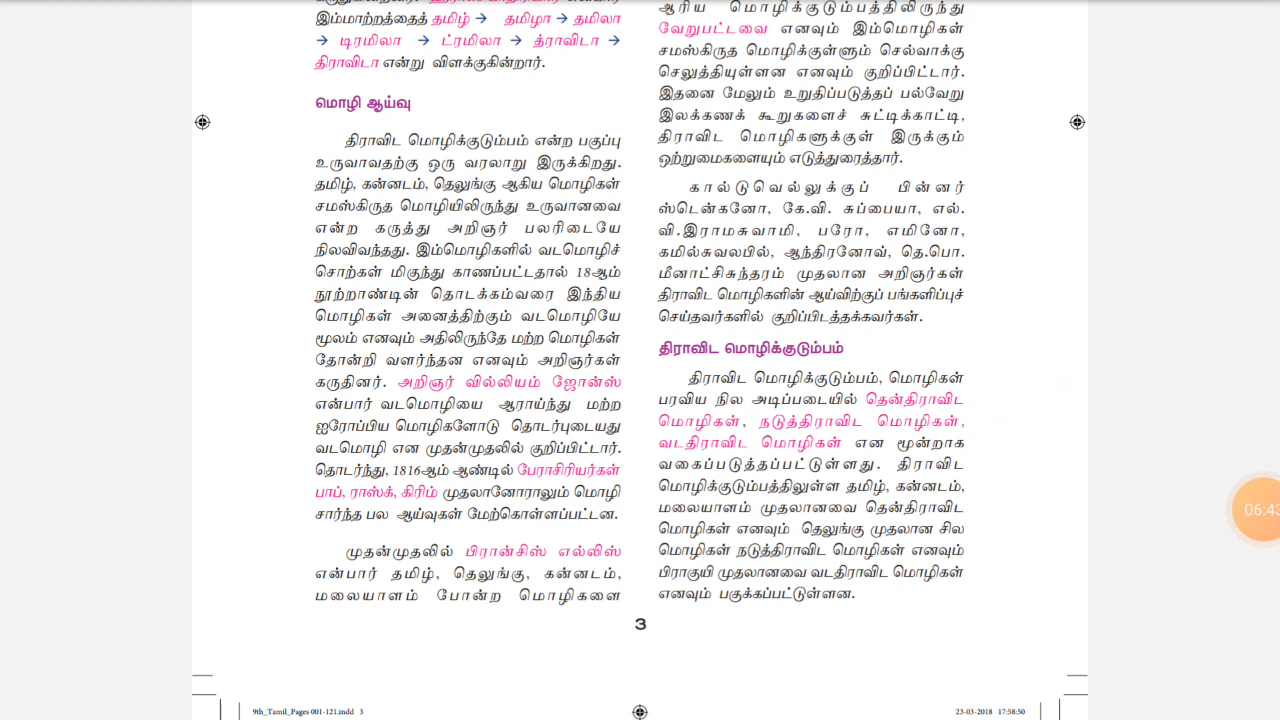 இம்மாற்றத்தைத் தமிழ் → தமிழா → தமிலா
→ டிரமிலா → ட்ரமிலா → த்ராவிடா →
திராவிடா என்று விளக்குகின்றார்.
மொழி ஆய்வு
திராவிட மொழிக்குடும்பம் என்ற பகுப்பு
உருவாவதற்கு ஒரு வரலாறு இருக்கிறது.
தமிழ், கன்னடம், தெலுங்கு ஆகிய மொழிகள்
சமஸ்கிருத மொழியிலிருந்து உருவானவை
என்ற கருத்து அறிஞர் பலரிடையே
நிலவிவந்தது. இம்மொழிகளில் வடமொழிச்
சொற்கள் மிகுந்து காணப்பட்டதால் 18ஆம்
நூற்றாண்டின் தொடக்கம்வரை இந்திய
மொழிகள் அனைத்திற்கும் வடமொழியே
மூலம் எனவும் அதிலிருந்தே மற்ற மொழிகள்
தோன்றி வளர்ந்தன எனவும் அறிஞர்கள்
கருதினர். அறிஞர் வில்லியம் ஜோன்ஸ்
என்பார் வடமொழியை ஆராய்ந்து மற்ற
ஐரோப்பிய மொழிகளோடு தொடர்புடையது
வடமொழி என முதன்முதலில் குறிப்பிட்டார்.
தொடர்ந்து, 1816ஆம் ஆண்டில் பேராசிரியர்கள்
பாப், ராஸ்க், கிரிம் முதலானோராலும் மொழி
சார்ந்த பல ஆய்வுகள் மேற்கொள்ளப்பட்டன.
முதன்முதலில் பிரான்சிஸ் எல்லிஸ்
என்பார் தமிழ், தெலுங்கு, கன்னடம்,
மலையாளம் போன்ற மொழிகளை
ஆரிய மொழிக்குடும்பத்திலிருந்து
வேறுபட்டவை எனவும் இம்மொழிகள்
சமஸ்கிருத மொழிக்குள்ளும் செல்வாக்கு
செலுத்தியுள்ளன எனவும் குறிப்பிட்டார்.
இதனை மேலும் உறுதிப்படுத்தப் பல்வேறு
இலக்கணக் கூறுகளைச் சுட்டிக்காட்டி,
திராவிட மொழிகளுக்குள் இருக்கும்
ஒற்றுமைகளையும் எடுத்துரைத்தார்.
கால்டுவெல்லுக்குப் பின்னர்
ஸ்டென்கனோ, கே.வி. சுப்பையா, எல்.
வி.இராமசுவாமி, பரோ, எமினோ,
கமில்சுவலபில், ஆந்திரனோவ், தெ.பொ.
மீனாட்சிசுந்தரம் முதலான அறிஞர்கள்
திராவிட மொழிகளின் ஆய்விற்குப் பங்களிப்புச்
செய்தவர்களில் குறிப்பிடத்தக்கவர்கள்.
திராவிட மொழிக்குடும்பம்
திராவிட மொழிக்குடும்பம், மொழிகள்
பரவிய நில அடிப்படையில் தென்திராவிட
மொழிகள், நடுத்திராவிட மொழிகள்,
வடதிராவிட மொழிகள் என மூன்றாக
வகைப்படுத்தப்பட்டுள்ளது. திராவிட
மொழிக்குடும்பத்திலுள்ள தமிழ், கன்னடம்,
மலையாளம் முதலானவை தென்திராவிட
மொழிகள் எனவும் தெலுங்கு முதலான சில
மொழிகள் நடுத்திராவிட மொழிகள் எனவும்
பிராகுயி முதலானவை வடதிராவிட மொழிகள்
எனவும் பகுக்கப்பட்டுள்ளன.
3
06:43
9th_Tamil_Pages 001-121.indd 3
23-03-2018 17:58:50